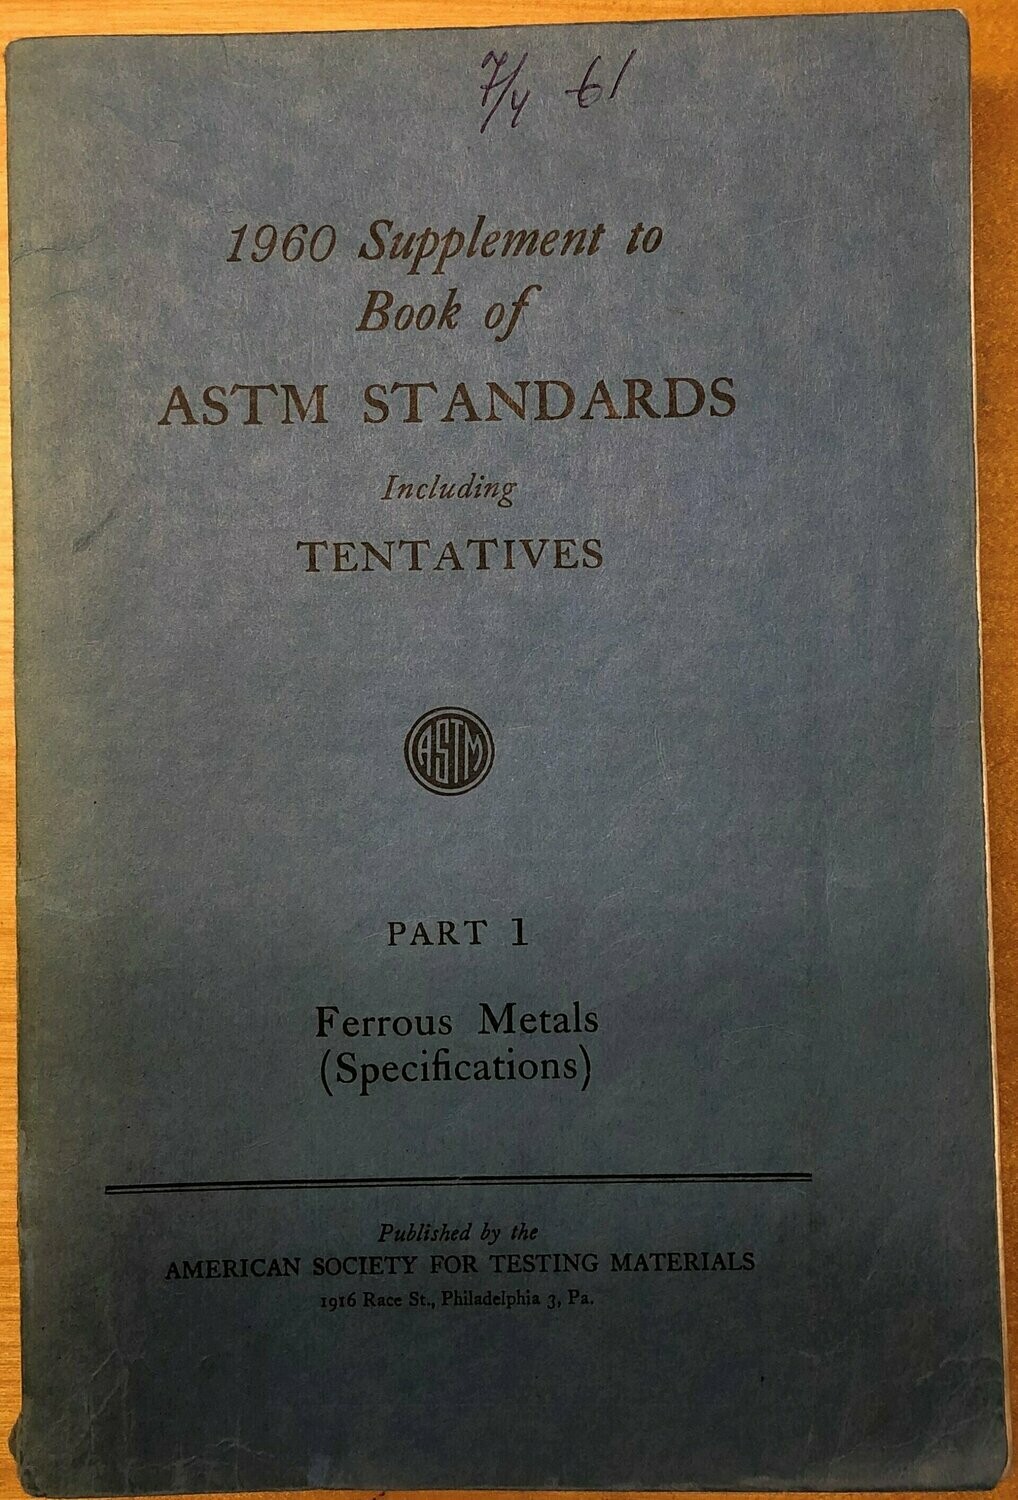 7/4 61
1960 Supplement to
Book of
ASTM STANDARDS
Including
TENTATIVES
ASTM
PART 1
Ferrous Metals
(Specifications)
Published by the
AMERICAN SOCIETY FOR TESTING MATERIALS
1916 Race St., Philadelphia 3, Pa.